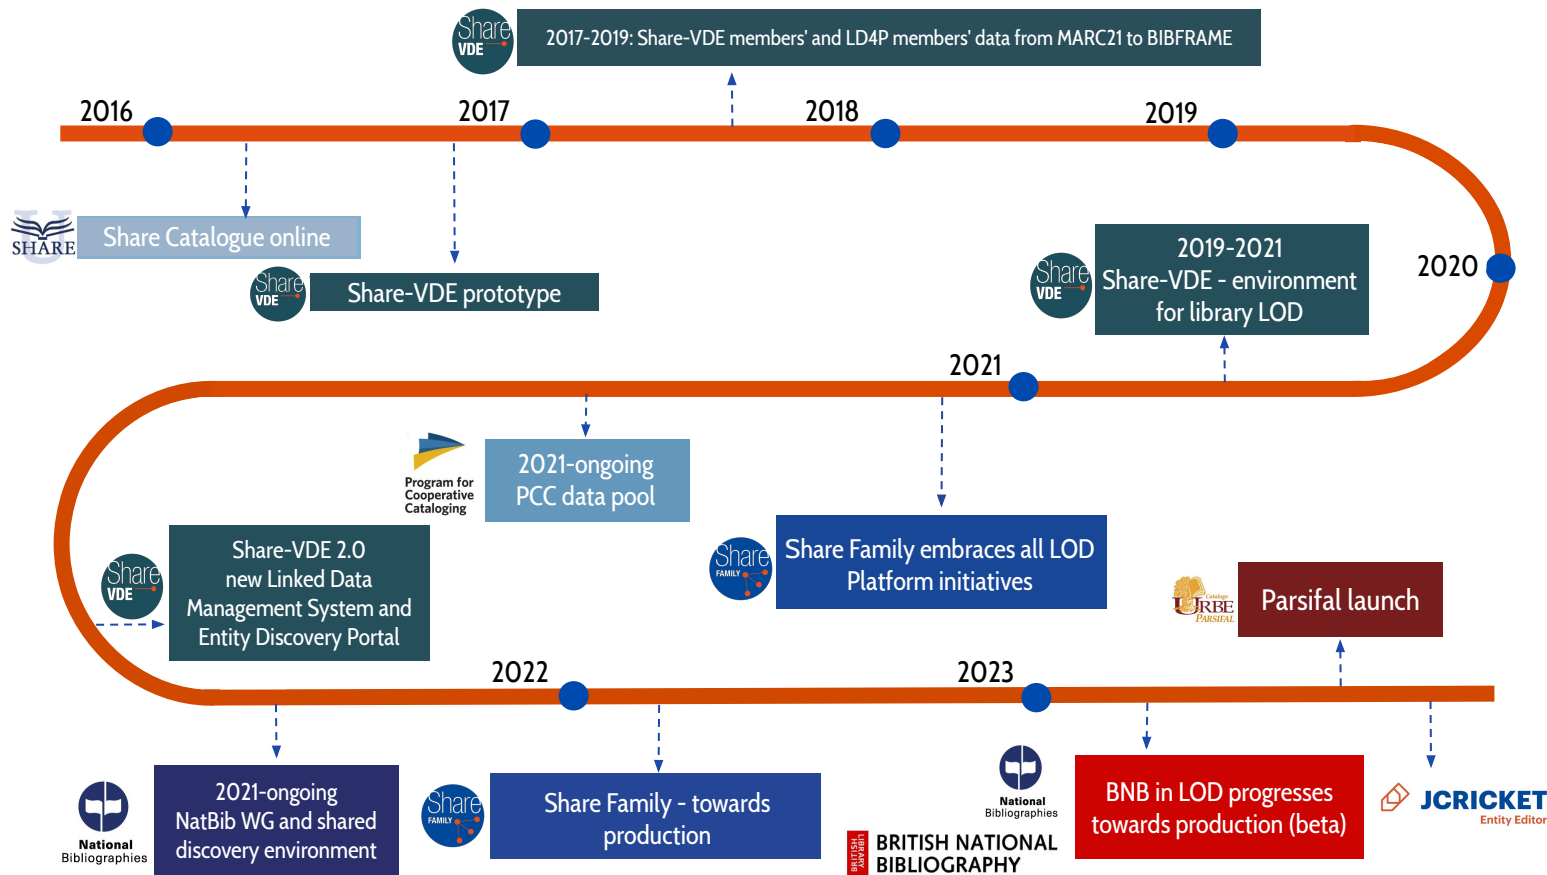 Share
VDE
2017-2019: Share-VDE members' and LD4P members' data from MARC21 to BIBFRAME
2016
2017
2018
2019
U
SHARE
Share Catalogue online
Share
VDE
Share-VDE prototype
Share
VDE
2019-2021
Share-VDE - environment
for library LOD
2020
2021
Program for
Cooperative
Cataloging
2021-ongoing
PCC data pool
Share
FAMILY
Share Family embraces all LOD
Platform initiatives
Share
VDE
Share-VDE 2.0
new Linked Data
Management System and
Entity Discovery Portal
Catalogo
URBE
PARSIFAL
Parsifal launch
2022
2023
National
Bibliographies
2021-ongoing
NatBib WG and shared
discovery environment
Share
FAMILY
Share Family - towards
production
National
Bibliographies
BRITISH
LIBRARY
BRITISH NATIONAL
BIBLIOGRAPHY
BNB in LOD progresses
towards production (beta)
JCRICKET
Entity Editor